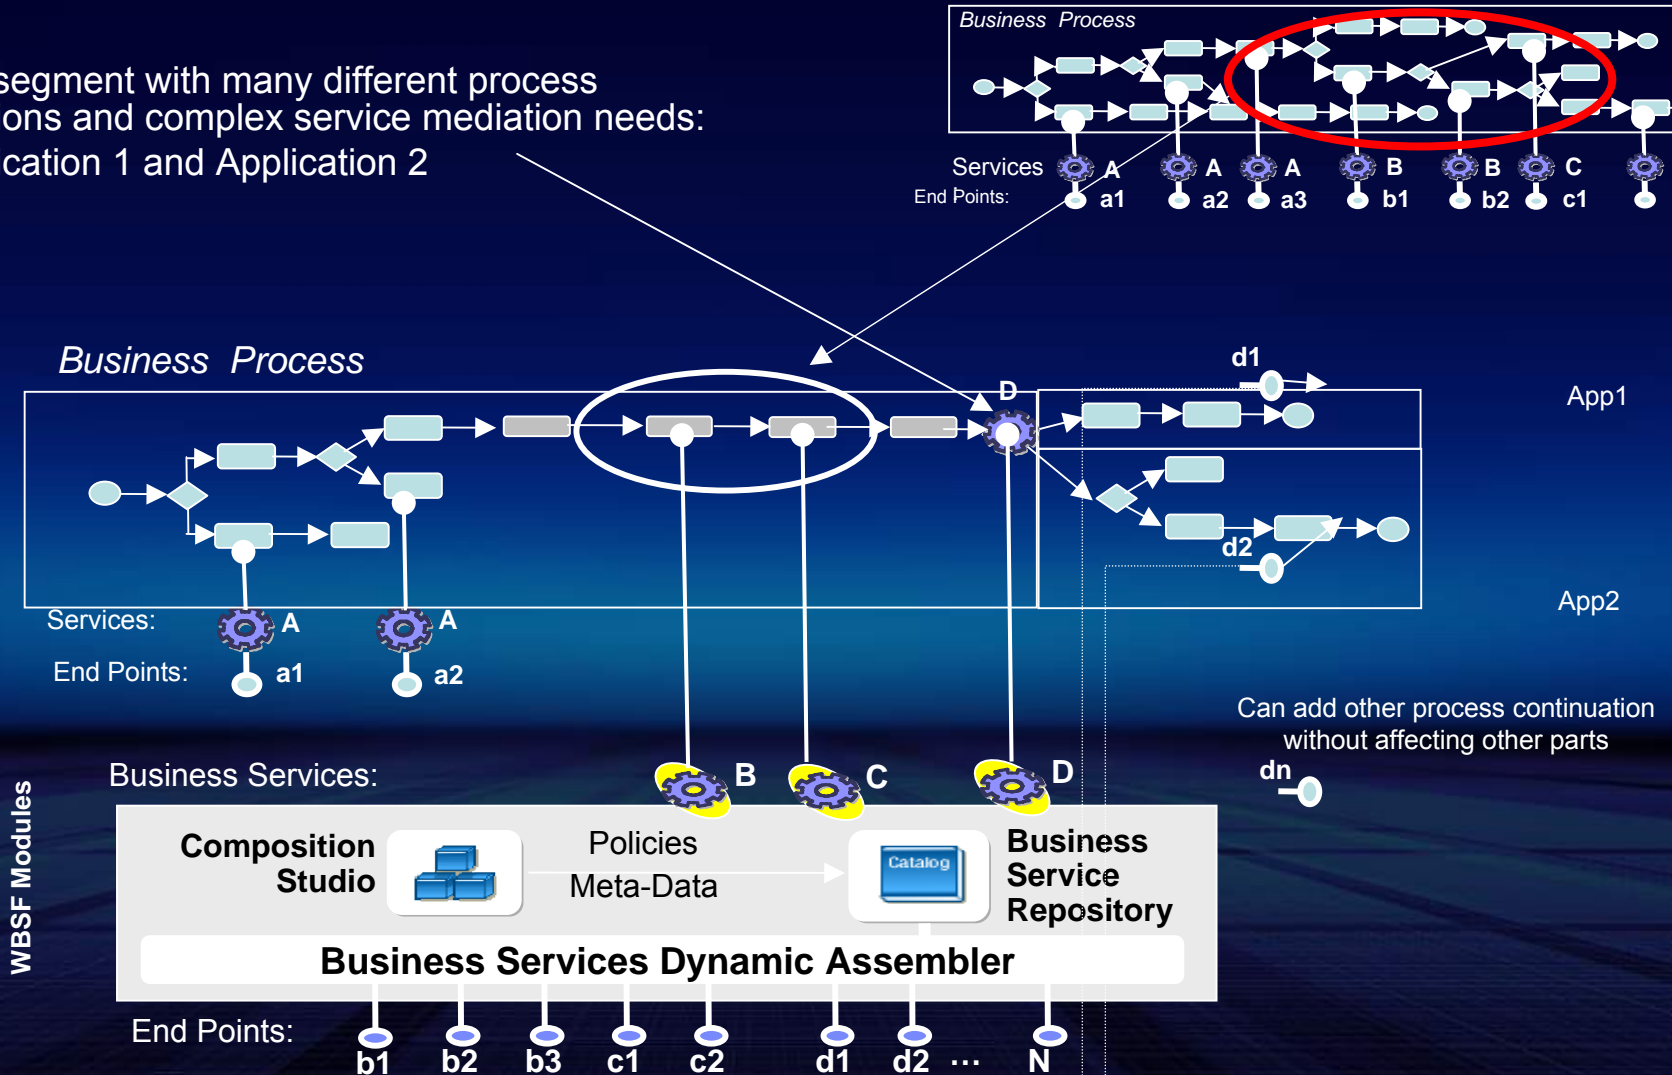 Business Process
segment with many different process
ions and complex service mediation needs:
ication 1 and Application 2
Services A A A B B C
End Points: a1 a2 a3 b1 b2 c1
Business Process
d1
D
App1
d2
App2
Services: A A
End Points: a1 a2
Can add other process continuation
without affecting other parts
dn
Business Services: B C D
WBSF Modules
Composition
Studio
Policies
Meta-Data
Catalog
Business
Service
Repository
Business Services Dynamic Assembler
End Points:
b1 b2 b3 c1 c2 d1 d2 ... N